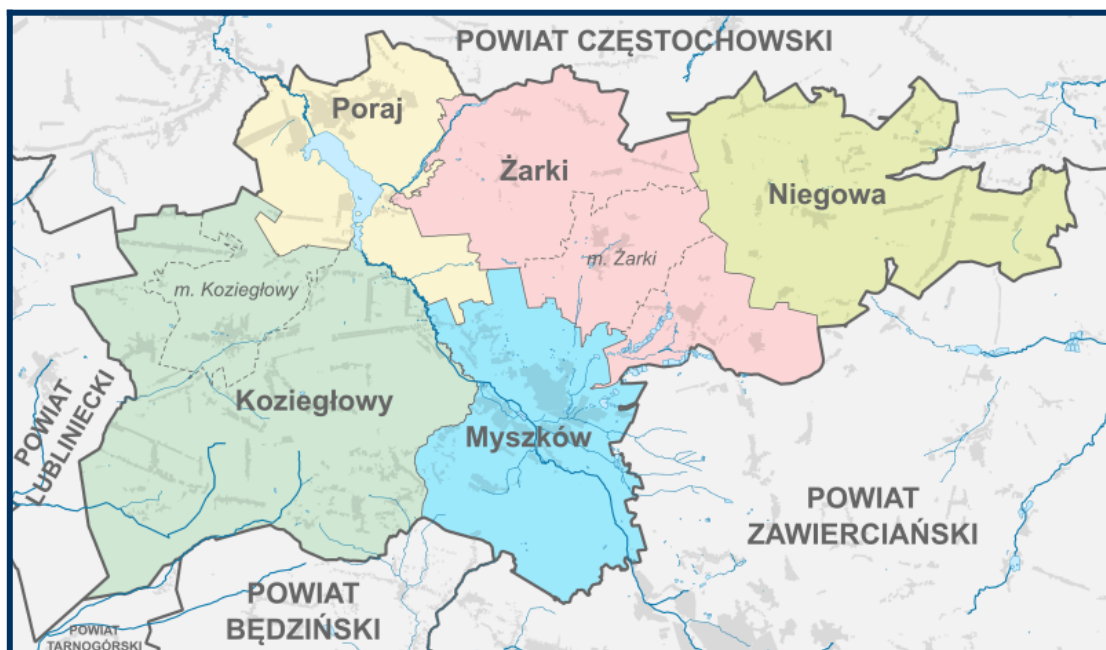 POWIAT CZĘSTOCHOWSKI
Poraj
Żarki
Niegowa
m. Żarki
m. Koziegłowy
Koziegłowy
Myszków
POWIAT
LUBLINIECKI
POWIAT
ZAWIERCIAŃSKI
POWIAT
BĘDZIŃSKI
POWIAT
TARNOGÓRSKI